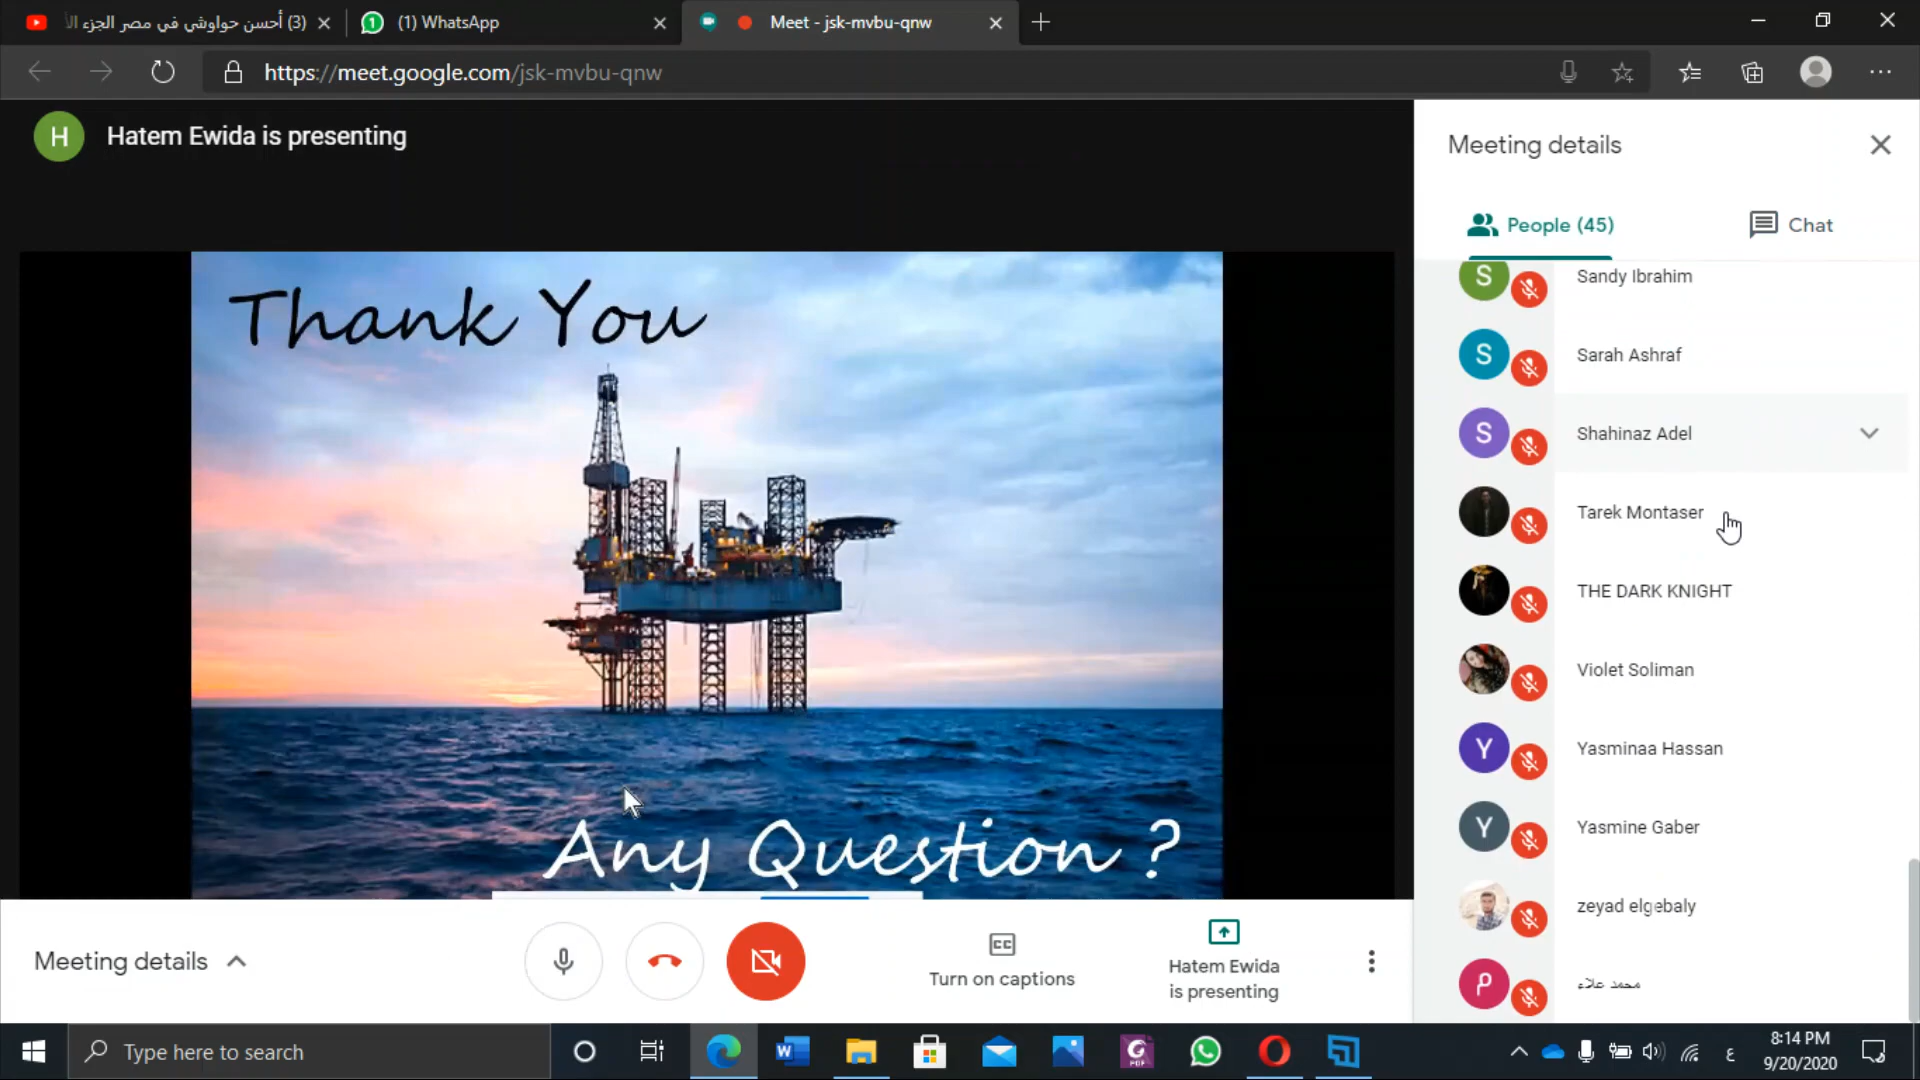 (3) أحسن حواوشي في مصر الجزء الأ
(1) WhatsApp
Meet - jsk-mvbu-qnw
https://meet.google.com/jsk-mvbu-qnw
H
Hatem Ewida is presenting
Thank You
Any Question ?
Meeting details
People (45)
Chat
S Sandy Ibrahim
S Sarah Ashraf
S Shahinaz Adel
Tarek Montaser
THE DARK KNIGHT
Violet Soliman
Y Yasminaa Hassan
Y Yasmine Gaber
zeyad elgebaly
م محمد علاء
Meeting details
CC
Turn on captions
Hatem Ewida
is presenting
Type here to search
ع
8:14 PM
9/20/2020